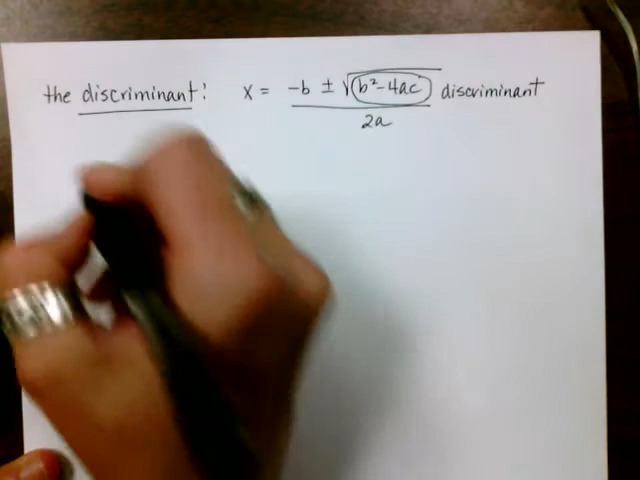 the discriminant: x = -b ± √b²-4ac discriminant
2a